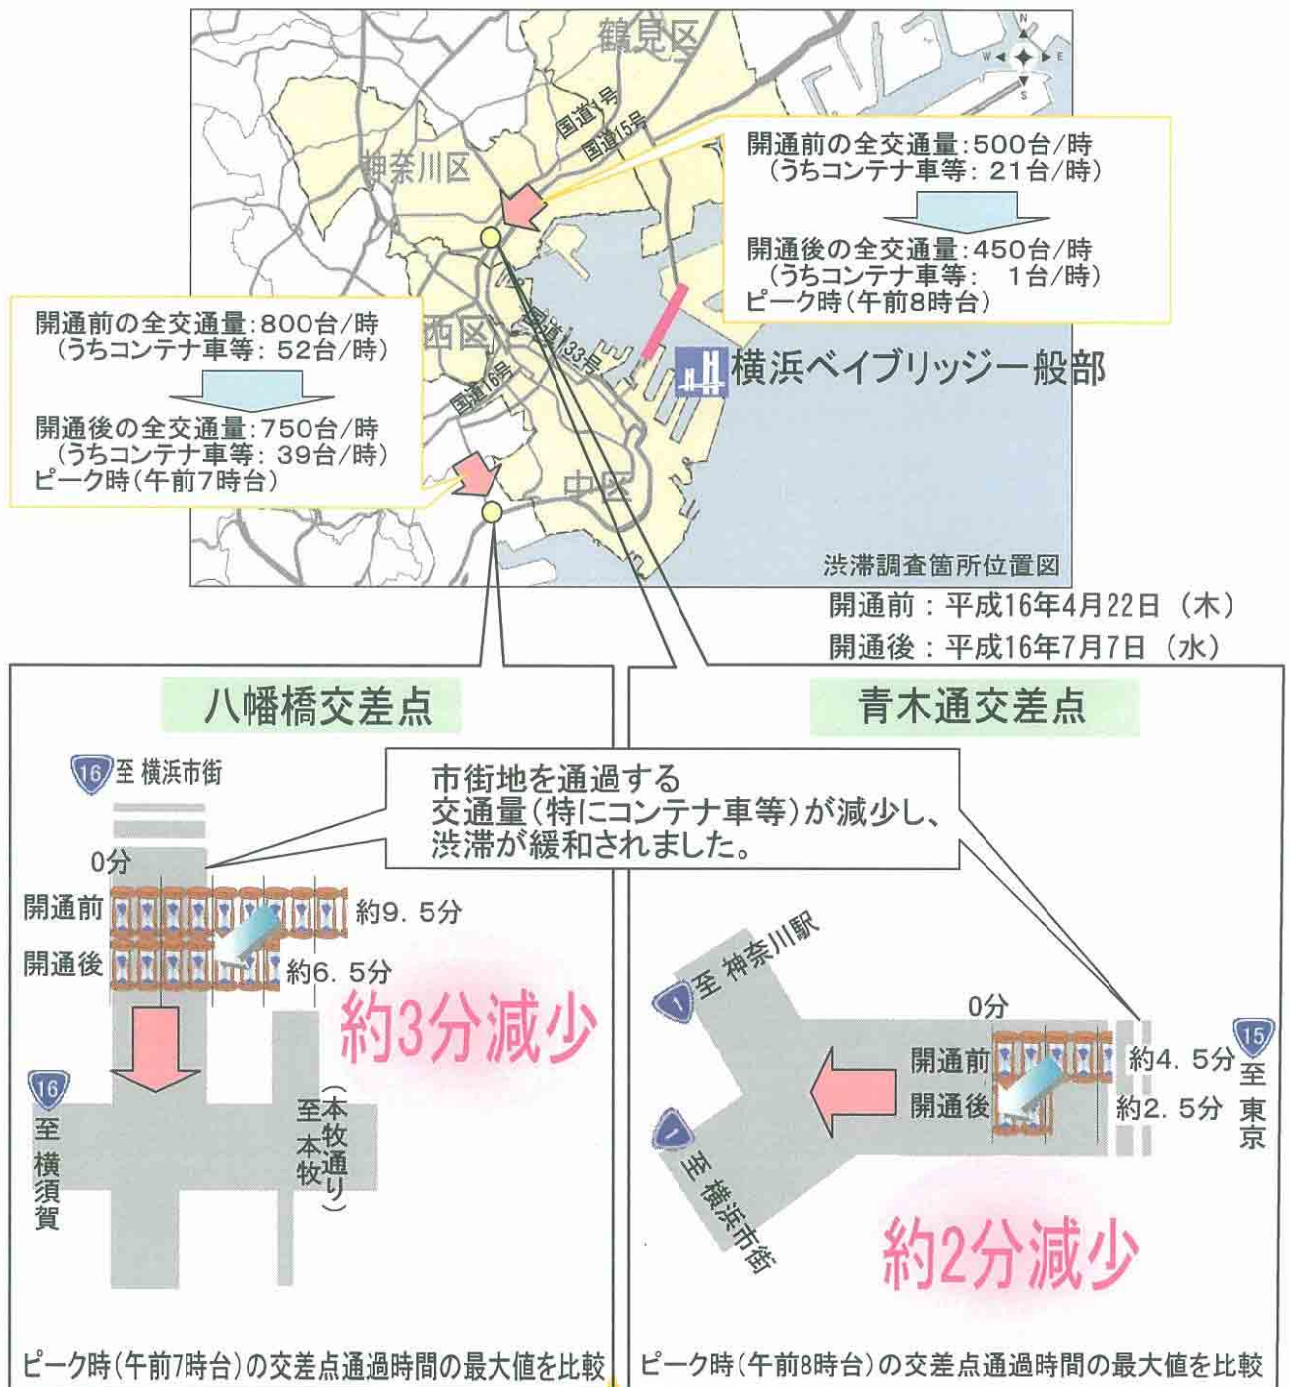 鶴見区
N
W
E
S
国道1号
国道15号
神奈川区
開通前の全交通量:500台/時
(うちコンテナ車等: 21台/時)
開通後の全交通量:450台/時
(うちコンテナ車等: 1台/時)
ピーク時(午前8時台)
開通前の全交通量:800台/時
(うちコンテナ車等: 52台/時)
開通後の全交通量:750台/時
(うちコンテナ車等: 39台/時)
ピーク時(午前7時台)
西区
国道133号
国道16号
横浜ベイブリッジ一般部
中区
渋滞調査箇所位置図
開通前:平成16年4月22日(木)
開通後:平成16年7月7日(水)
八幡橋交差点
16 至 横浜市街
市街地を通過する
交通量(特にコンテナ車等)が減少し、
渋滞が緩和されました。
0分
開通前 約9.5分
開通後 約6.5分
約3分減少
16
至 横須賀
至 本牧
(本牧通り)
ピーク時(午前7時台)の交差点通過時間の最大値を比較
青木通交差点
1 至 神奈川駅
0分
開通前 約4.5分
開通後 約2.5分
15
至 東京
1
至 横浜市街
約2分減少
ピーク時(午前8時台)の交差点通過時間の最大値を比較